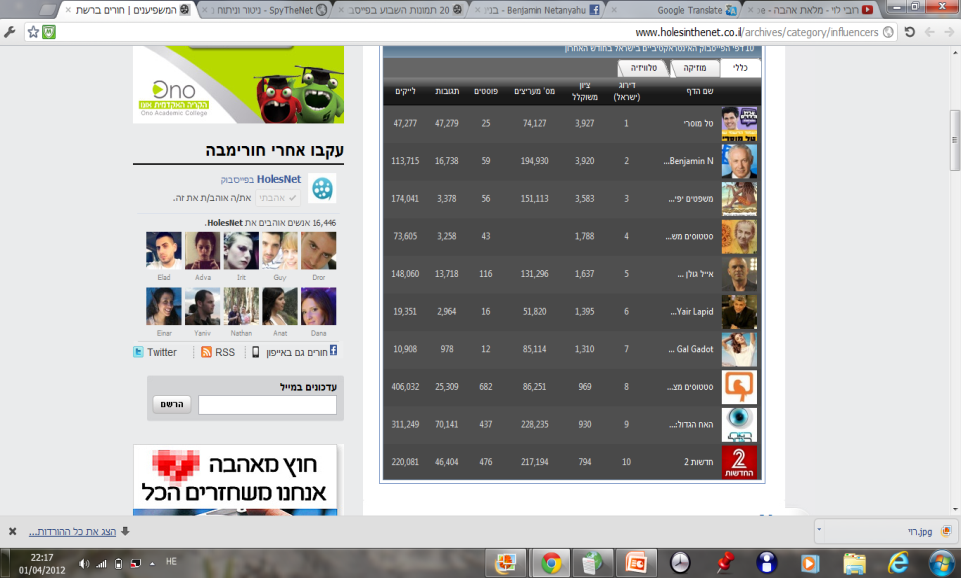 רובי לוי - מלאת אהבה - כפ
Google Translate
Benjamin Netanyahu - בני
20 תמונות השבוע בפייסב
SpyTheNet - ניטור וניתוח נ
המשפיענים | חורים ברשת
www.holesinthenet.co.il/archives/category/influencers
10 דפי הפייסבוק האינטראקטיביים בישראל בחודש האחרון
כללי
מוזיקה
טלוויזיה
שם הדף דירוג (ישראל) ציון משוקלל מס' מעריצים פוסטים תגובות לייקים
טל מוסרי 1 3,927 74,127 25 47,279 47,277
Benjamin N... 2 3,920 194,930 59 16,738 113,715
משפטים יפי... 3 3,583 151,113 56 3,378 174,041
סטטוסים מש... 4 1,788 43 3,258 73,605
אייל גולן ... 5 1,637 131,296 116 13,718 148,060
Yair Lapid... 6 1,395 51,820 16 2,964 19,351
Gal Gadot ... 7 1,310 85,114 12 978 10,908
סטטוסים מצ... 8 969 86,251 682 25,309 406,032
האח הגדול:... 9 930 228,235 437 70,141 311,249
חדשות 2 10 794 217,194 476 46,404 220,081
2
החדשות
Ono
הקריה האקדמית אונו
Ono Academic College
עקבו אחרי חורימבה
HolesNet בפייסבוק
אהבתי
את/ה אוהב/ת את זה.
16,446 אנשים אוהבים את HolesNet.
Elad Adva Irit Guy Dror
Einar Yaniv Nathan Anat Dana
חורים גם באייפון
RSS
Twitter
עדכונים במייל
הרשם
חוץ מאהבה
אנחנו משחזרים הכל
רוי.jpg
הצג את כל ההורדות...
HE
22:17
01/04/2012